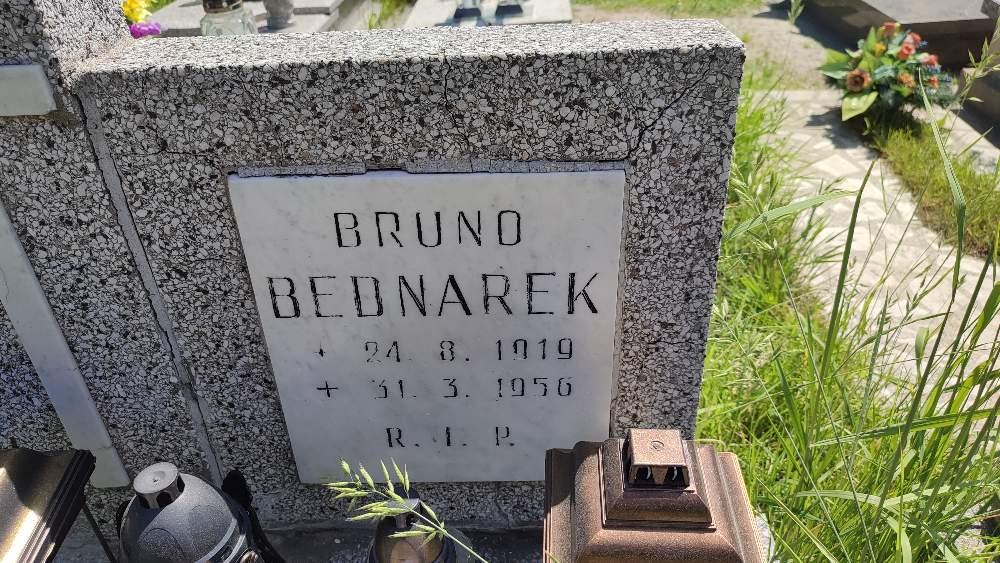 BRUNO
BEDNAREK
* 24. 8. 1919
+ 31. 3. 1956
R. I. P.